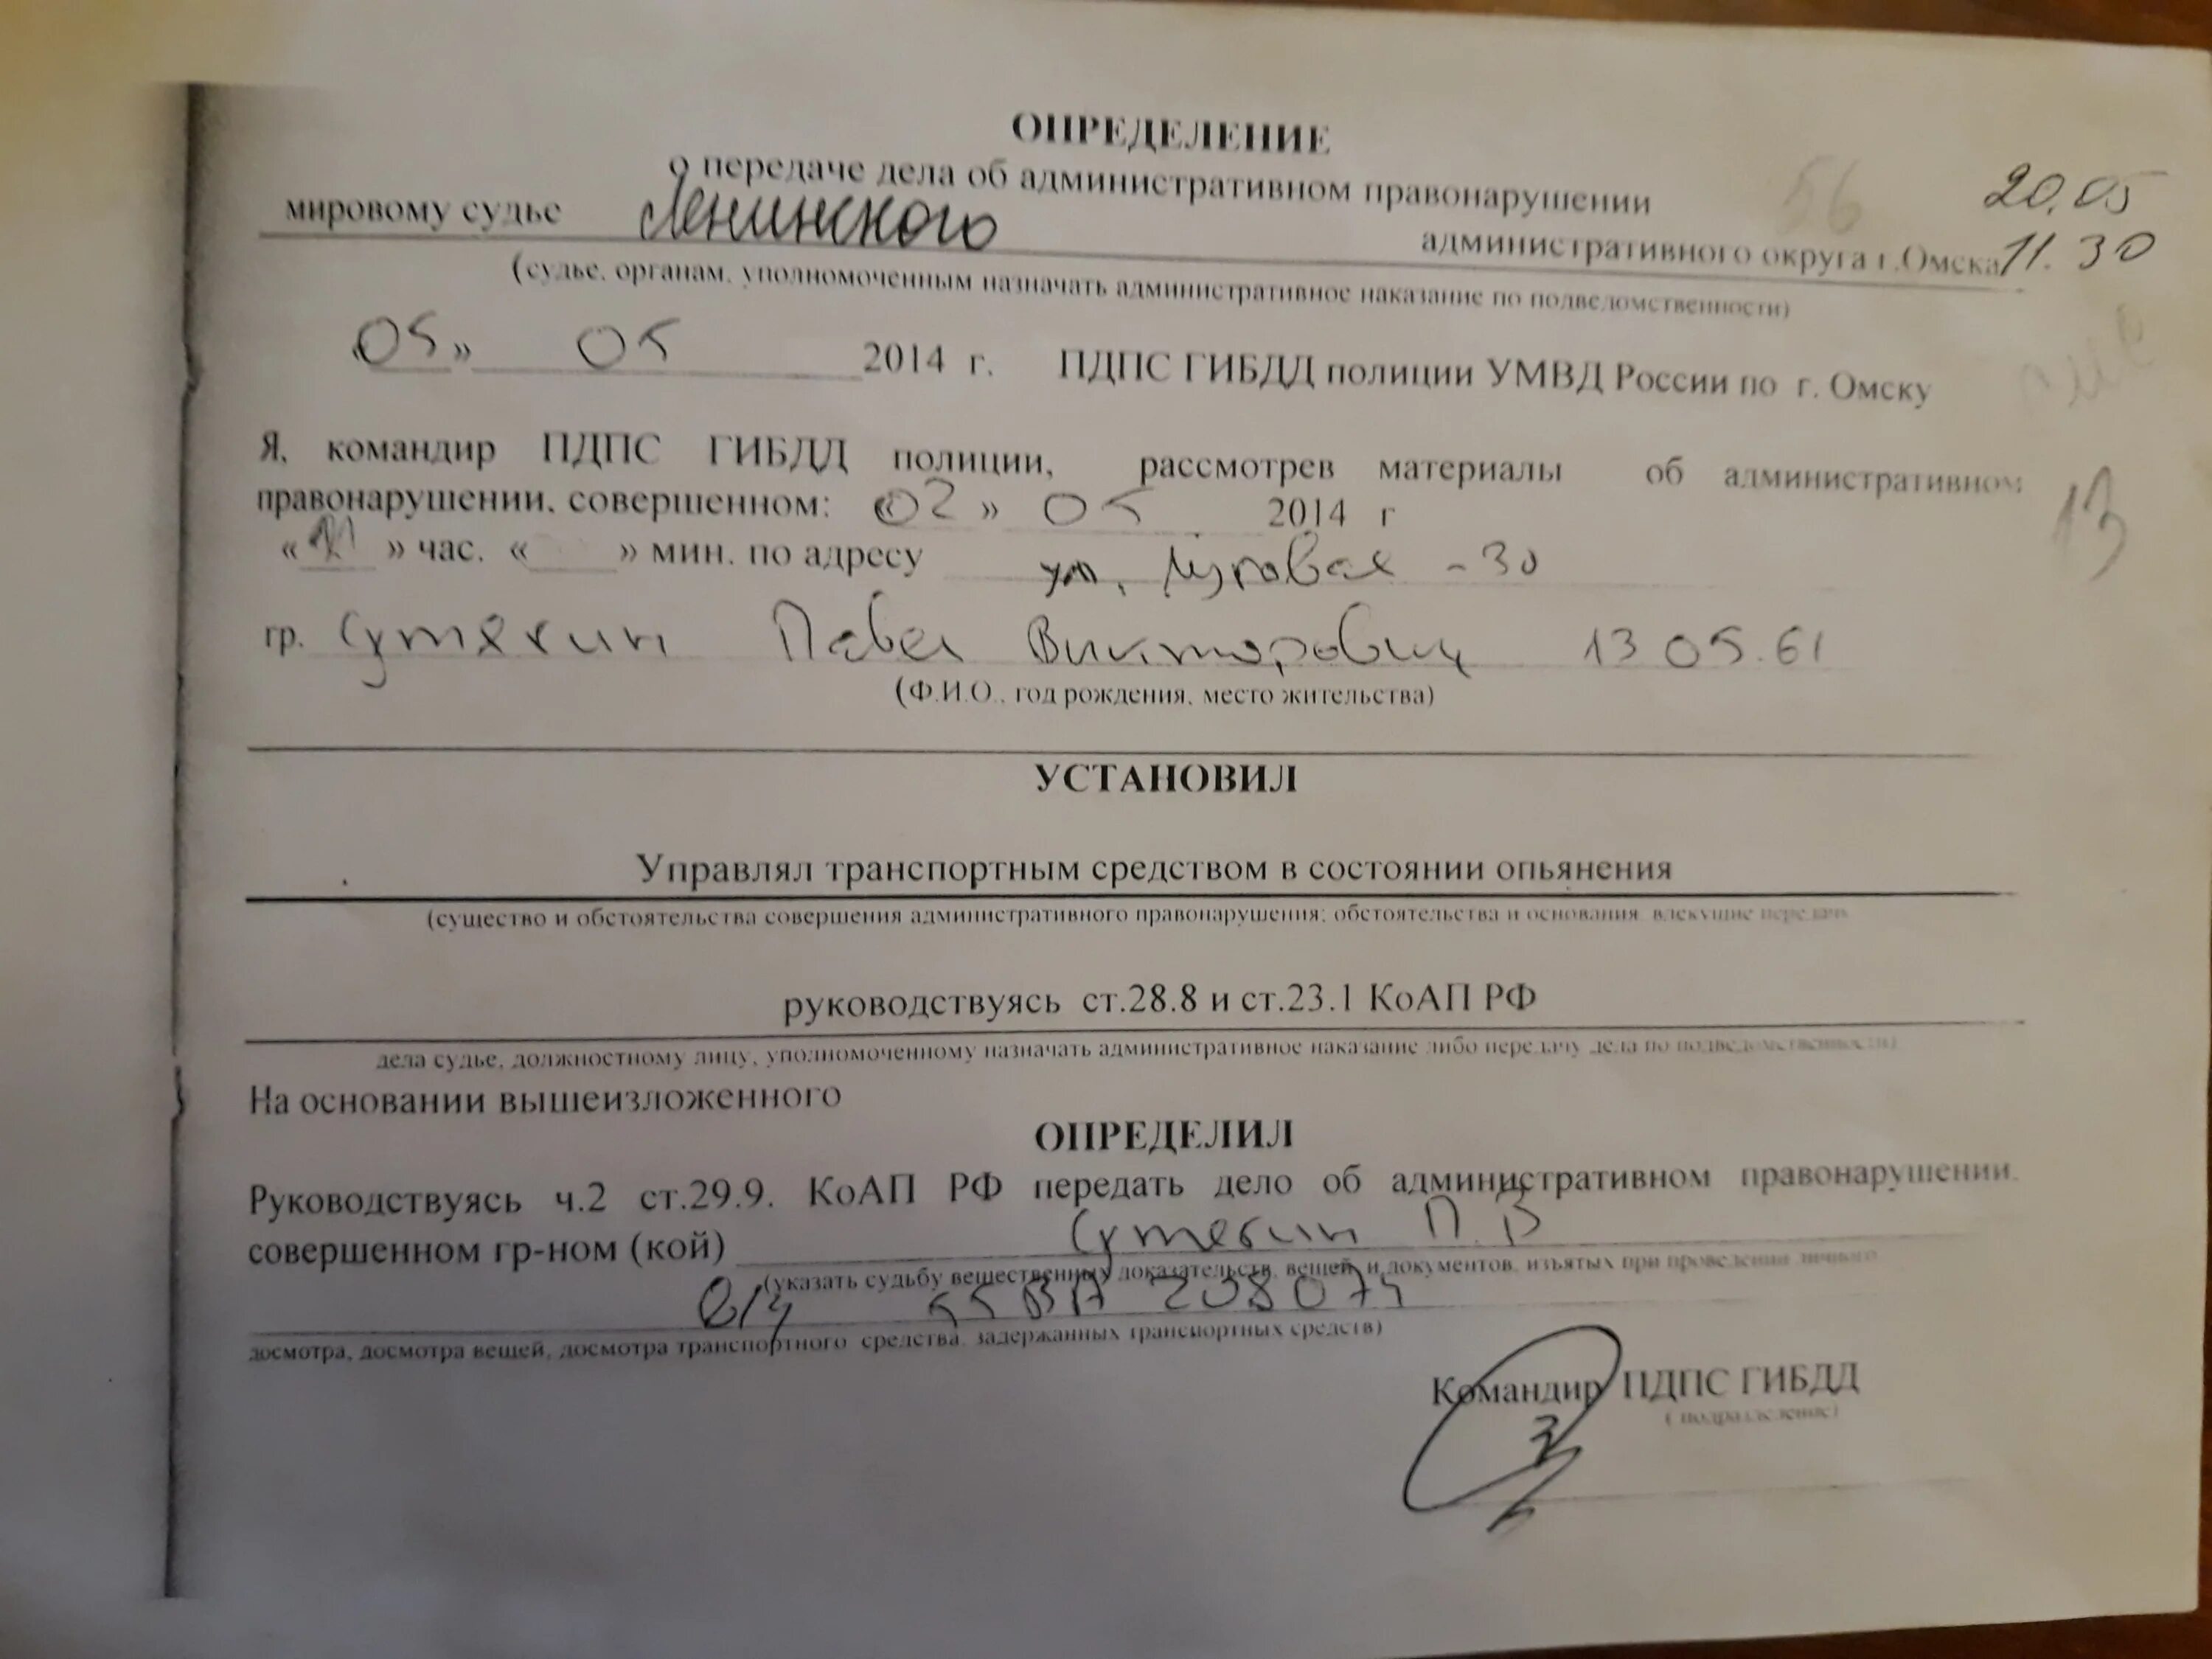 ОПРЕДЕЛЕНИЕ
о передаче дела об административном правонарушении
56
20.05
мировому судье Ленинского административного округа г.Омска 11.30
(судье, органам, уполномоченным назначать административное наказание по подведомственности)
«05» 05 2014 г. ПДПС ГИБДД полиции УМВД России по г. Омску
Я, командир ПДПС ГИБДД полиции, рассмотрев материалы об административном
правонарушении, совершенном: «02» 05 2014 г
13
« » час. « » мин. по адресу ул. Луговая - 30
гр. Сутягин Павел Викторович 13 05.61
(Ф.И.О., год рождения, место жительства)
УСТАНОВИЛ
Управлял транспортным средством в состоянии опьянения
(существо и обстоятельства совершения административного правонарушения; обстоятельства и основания, влекущие передачу
руководствуясь ст.28.8 и ст.23.1 КоАП РФ
дела судье, должностному лицу, уполномоченному назначать административное наказание либо передачу дела по подведомственности)
На основании вышеизложенного
ОПРЕДЕЛИЛ
Руководствуясь ч.2 ст.29.9. КоАП РФ передать дело об административном правонарушении,
совершенном гр-ном (кой) Сутягин П.В
(указать судьбу вещественных доказательств, вещей и документов, изъятых при проведении личного
в/у 55 ВА 208074
досмотра, досмотра вещей, досмотра транспортного средства, задержанных транспортных средств)
Командир ПДПС ГИБДД
(подразделение)